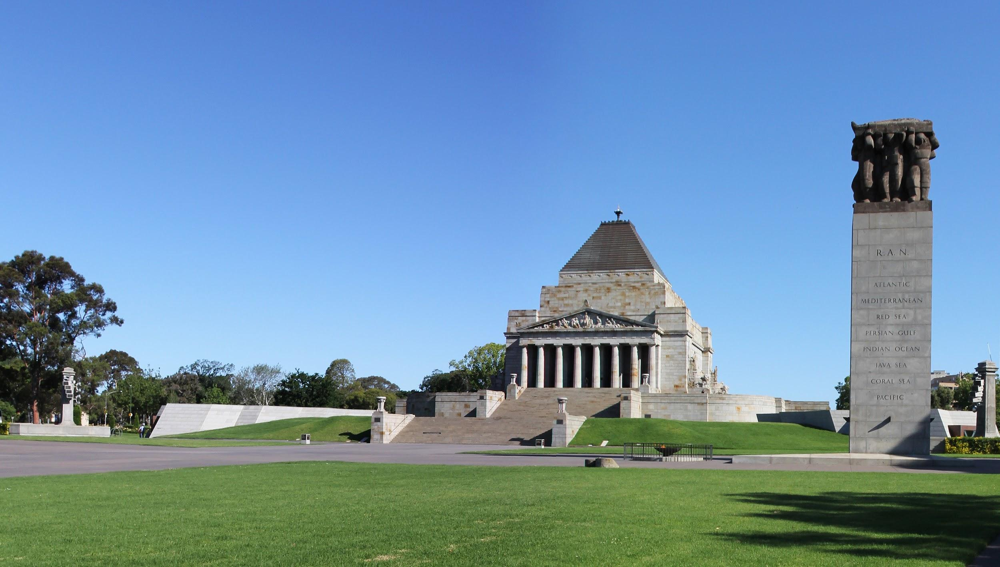 R. A. N.
ATLANTIC
MEDITERRANEAN
RED SEA
PERSIAN GULF
INDIAN OCEAN
JAVA SEA
CORAL SEA
PACIFIC